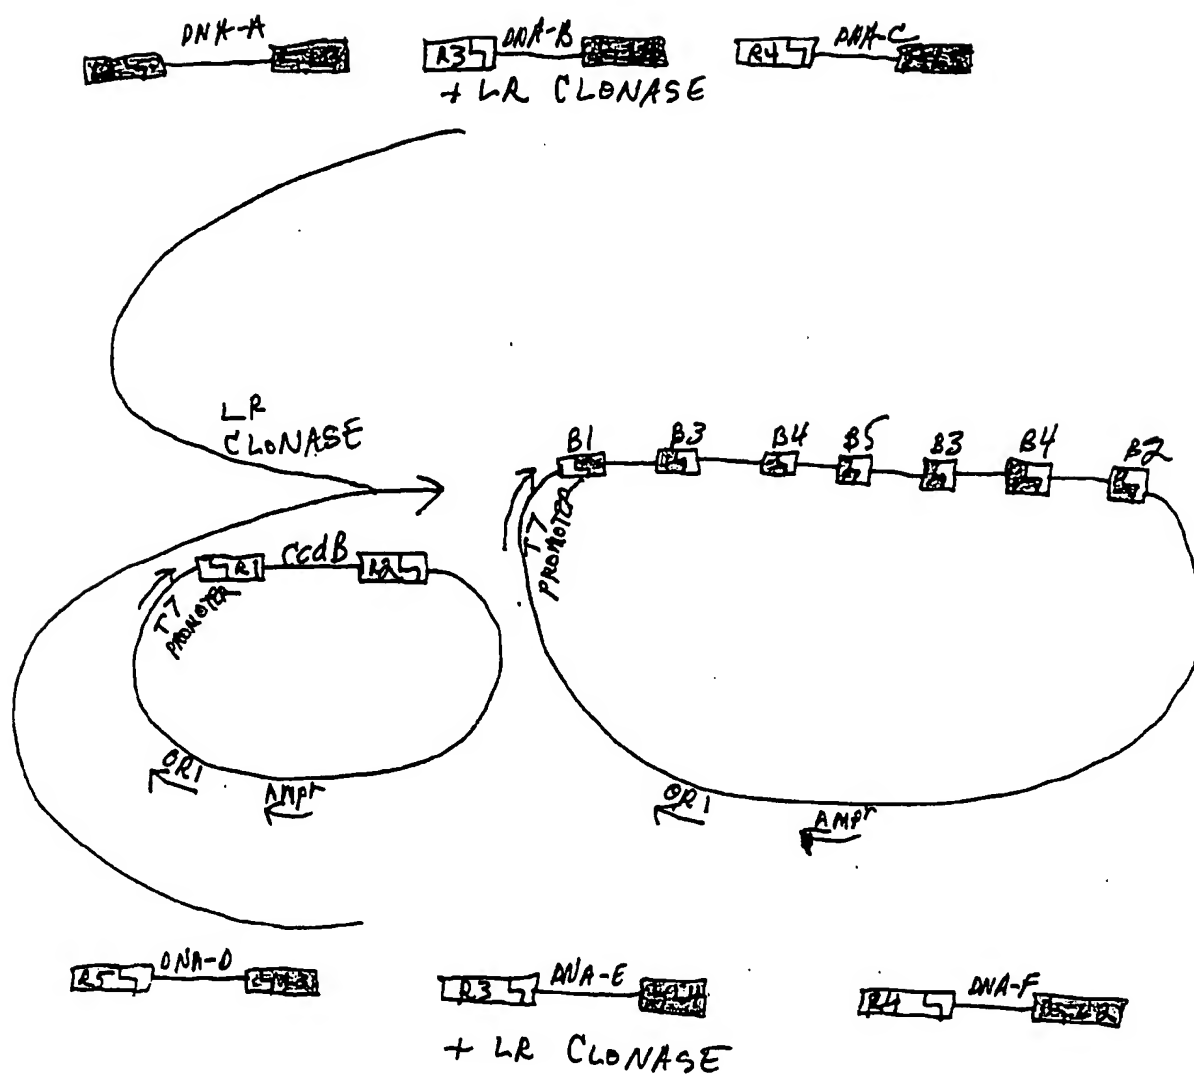 DNA-A
R3 DNA-B
R4 DNA-C
+ LR CLONASE
LR
CLONASE
B1 B3 B4 B5 B3 B4 B2
T7
PROMOTER
R1 ccdB R2
T7
PROMOTER
ORI
AMPr
ORI
AMPr
R5 DNA-D
R3 DNA-E
R4 DNA-F
+ LR CLONASE